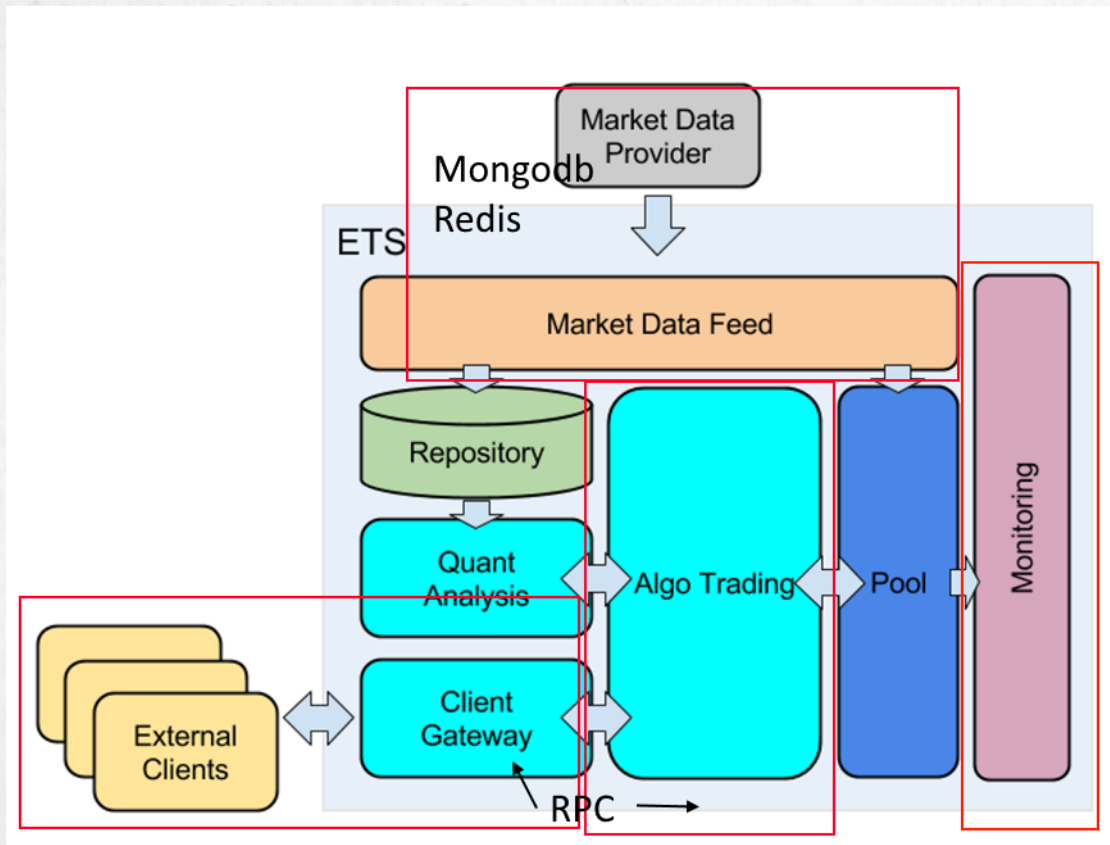 Market Data
Provider
Mongodb
Redis
ETS
Market Data Feed
Repository
Quant
Analysis
Algo Trading
Pool
Monitoring
Client
Gateway
External
Clients
RPC